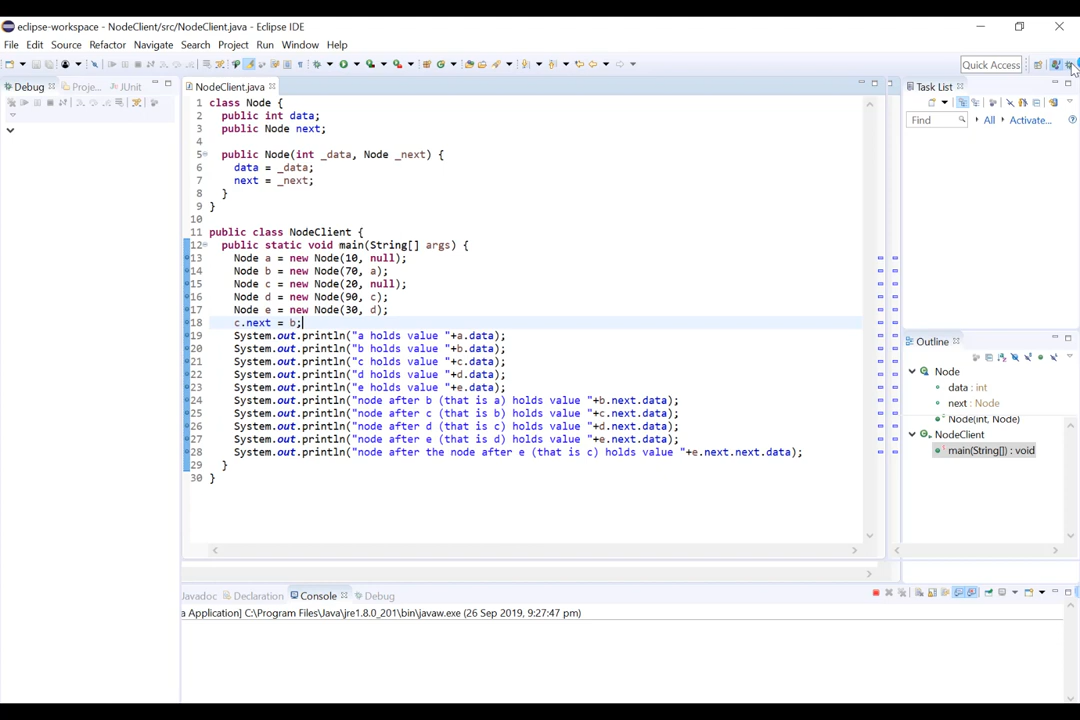 eclipse-workspace - NodeClient/src/NodeClient.java - Eclipse IDE
File Edit Source Refactor Navigate Search Project Run Window Help
Quick Access
Debug Proje... JUnit
NodeClient.java
Task List
Find All Activate...
1 class Node {
2 public int data;
3 public Node next;
4
5 public Node(int _data, Node _next) {
6 data = _data;
7 next = _next;
8 }
9 }
10
11 public class NodeClient {
12 public static void main(String[] args) {
13 Node a = new Node(10, null);
14 Node b = new Node(70, a);
15 Node c = new Node(20, null);
16 Node d = new Node(90, c);
17 Node e = new Node(30, d);
18 c.next = b;
19 System.out.println("a holds value "+a.data);
20 System.out.println("b holds value "+b.data);
21 System.out.println("c holds value "+c.data);
22 System.out.println("d holds value "+d.data);
23 System.out.println("e holds value "+e.data);
24 System.out.println("node after b (that is a) holds value "+b.next.data);
25 System.out.println("node after c (that is b) holds value "+c.next.data);
26 System.out.println("node after d (that is c) holds value "+d.next.data);
27 System.out.println("node after e (that is d) holds value "+e.next.data);
28 System.out.println("node after the node after e (that is c) holds value "+e.next.next.data);
29 }
30 }
Outline
Node
data : int
next : Node
Node(int, Node)
NodeClient
main(String[]) : void
Javadoc Declaration Console Debug
a Application] C:\Program Files\Java\jre1.8.0_201\bin\javaw.exe (26 Sep 2019, 9:27:47 pm)